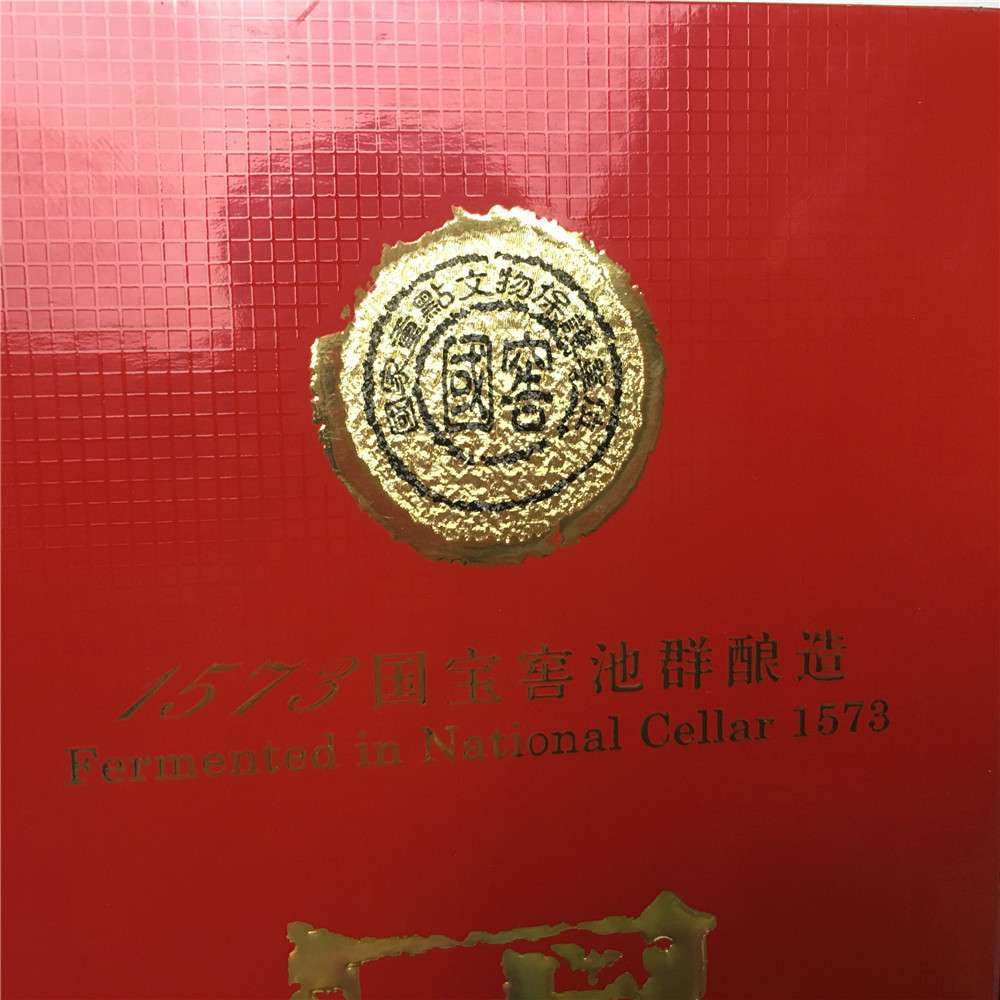 國家重點文物保護單位
國窖
1573国宝窖池群酿造
Fermented in National Cellar 1573